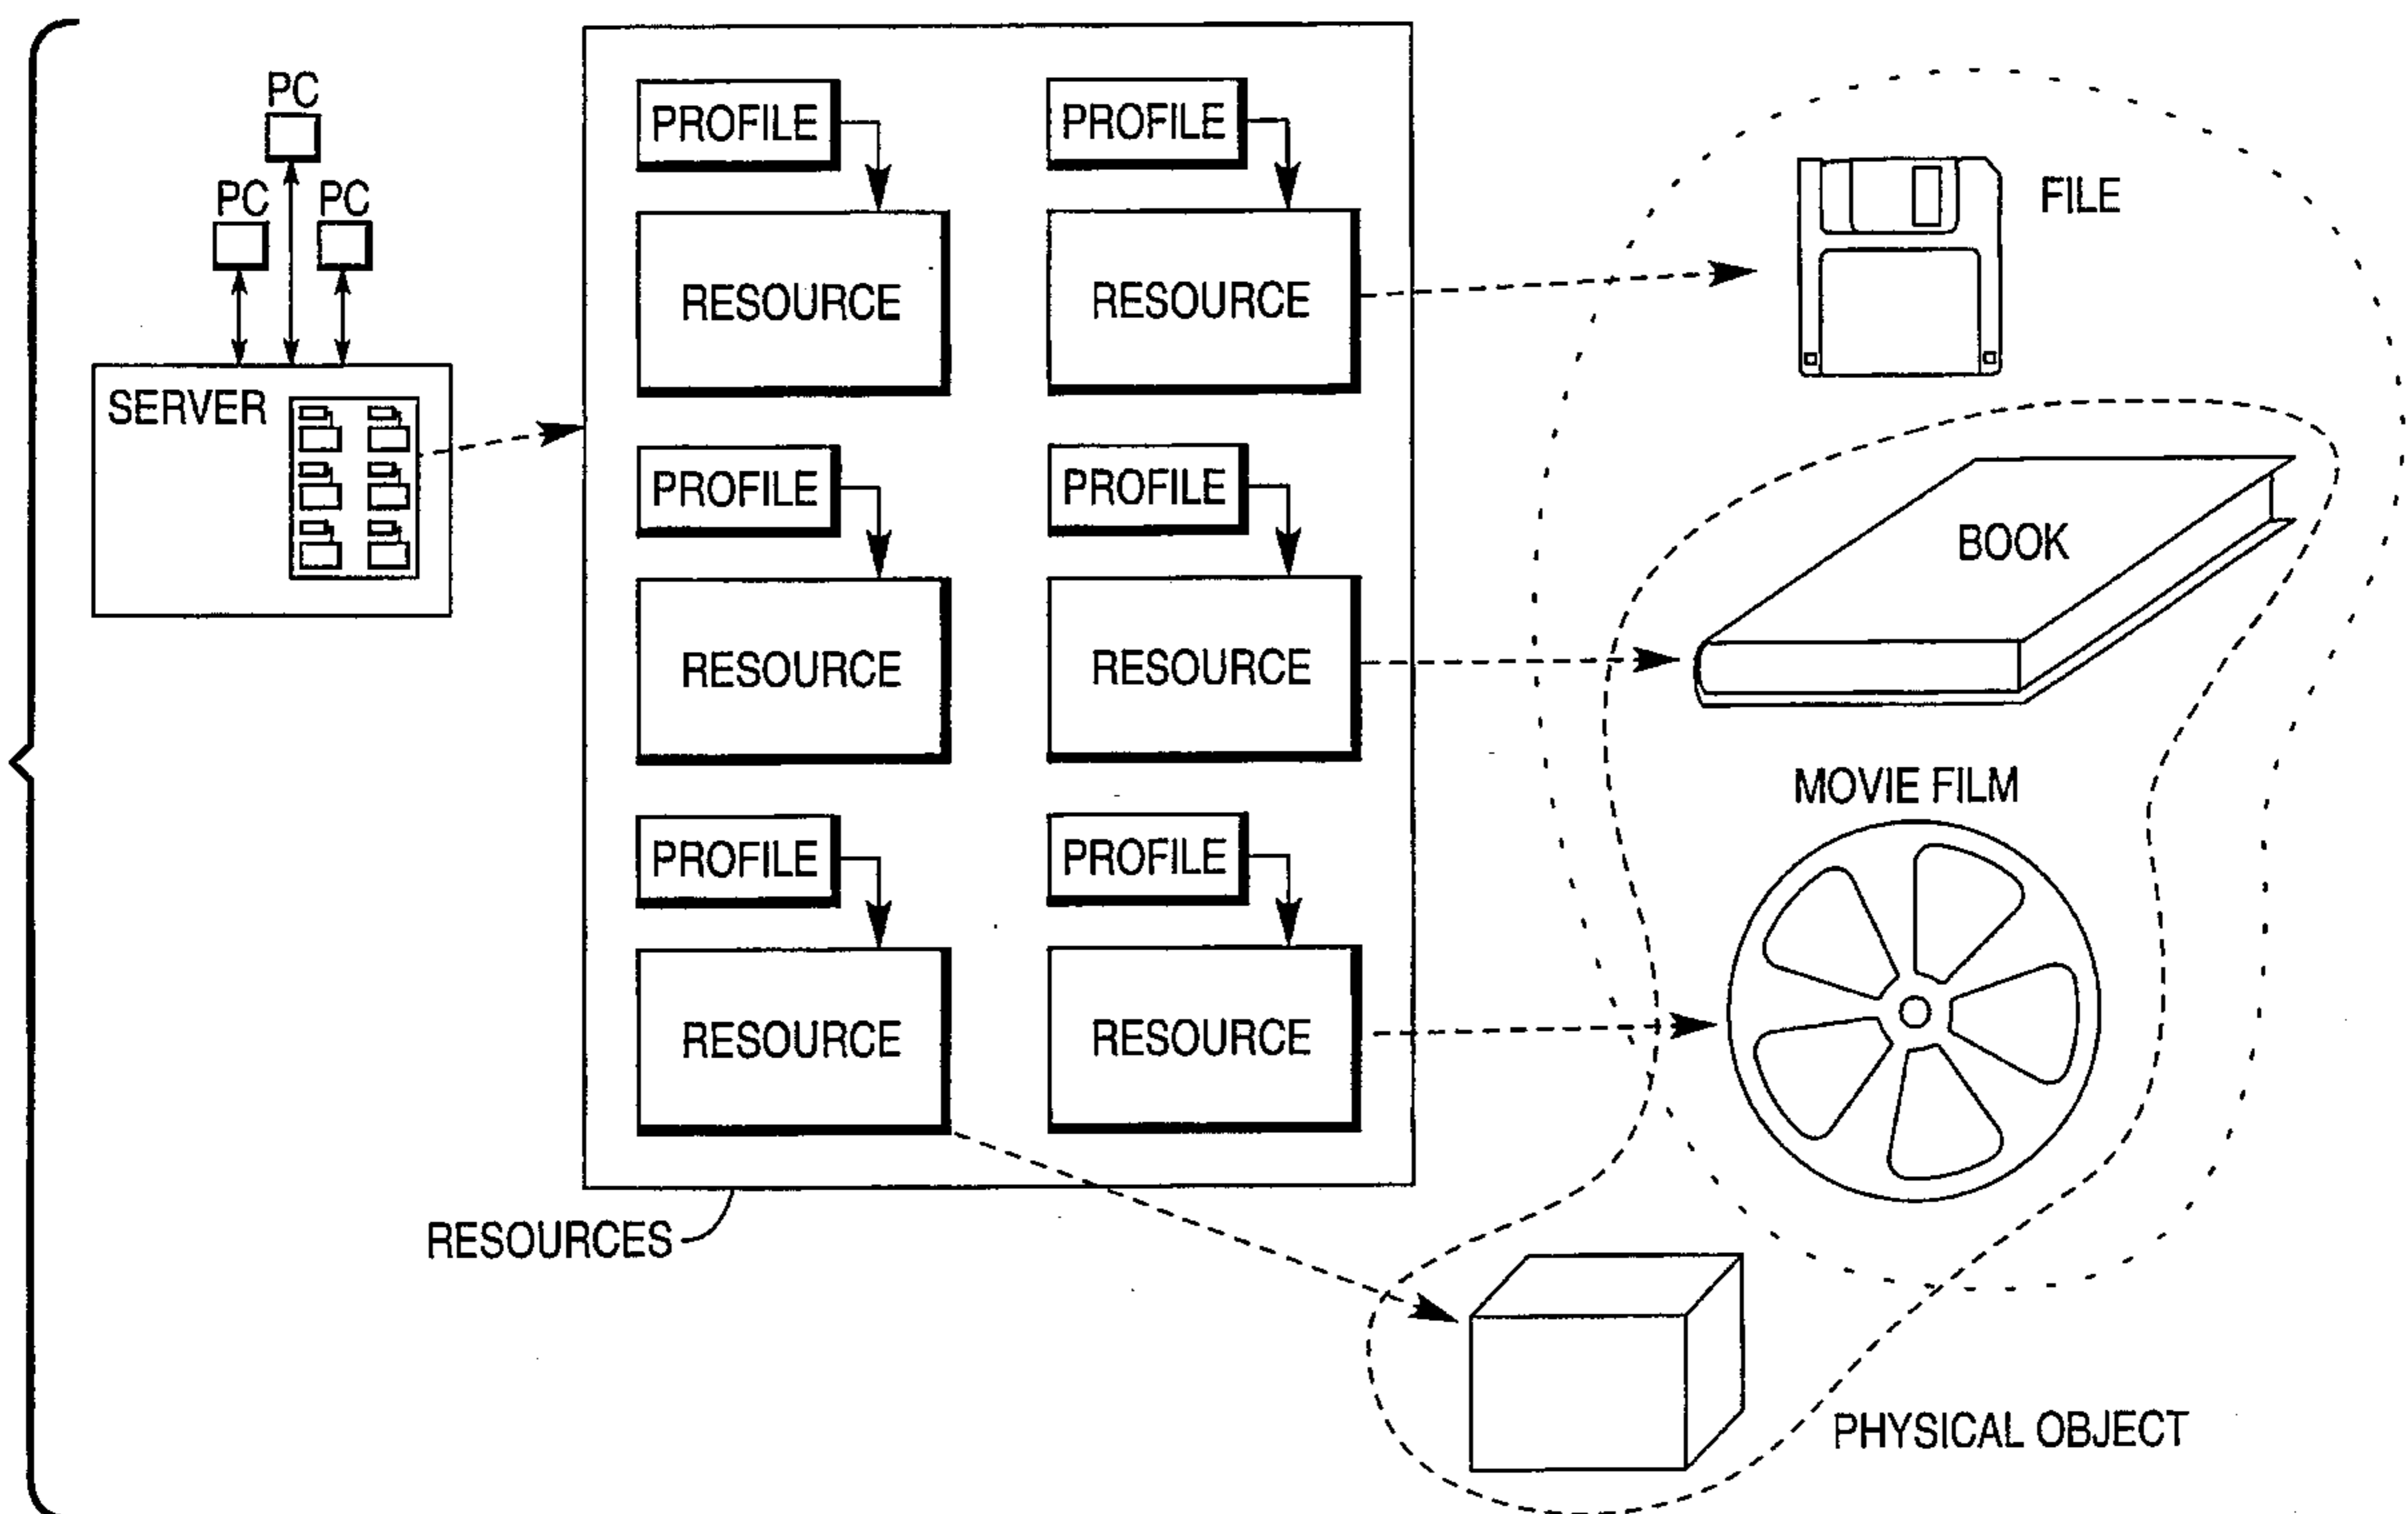 PC
PC PC
SERVER
PROFILE PROFILE
RESOURCE RESOURCE
PROFILE PROFILE
RESOURCE RESOURCE
PROFILE PROFILE
RESOURCE RESOURCE
RESOURCES
FILE
BOOK
MOVIE FILM
PHYSICAL OBJECT